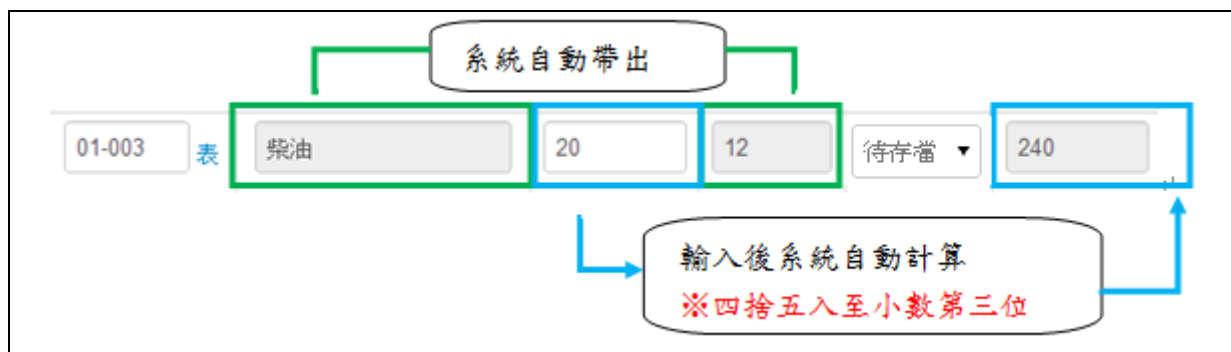 系統自動帶出
01-003 表 柴油 20 12 待存檔 240
輸入後系統自動計算
※四捨五入至小數第三位